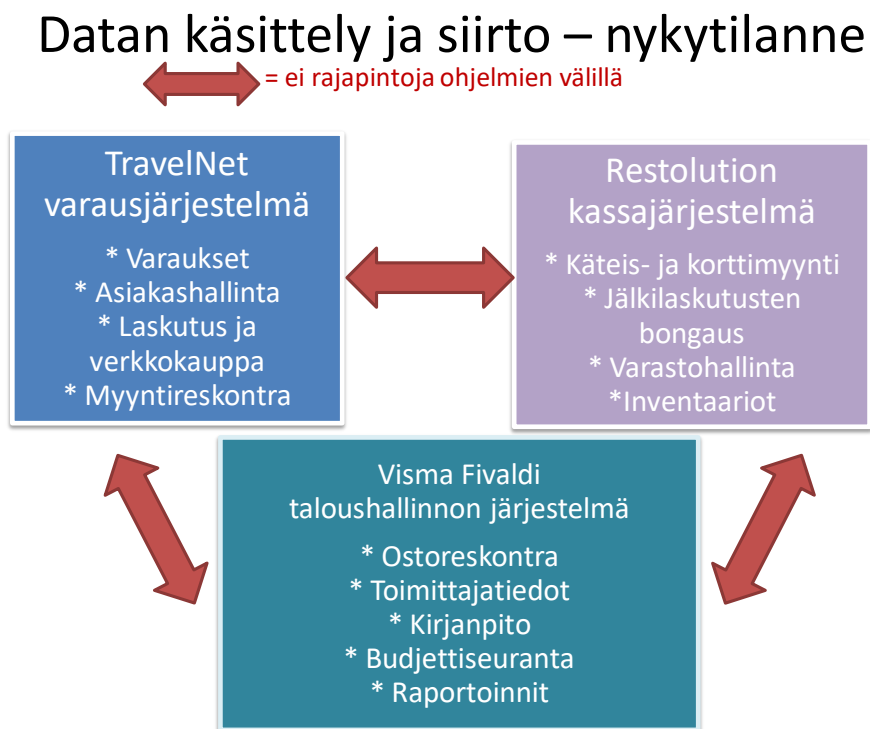 Datan käsittely ja siirto – nykytilanne
= ei rajapintoja ohjelmien välillä
TravelNet
varausjärjestelmä
* Varaukset
* Asiakashallinta
* Laskutus ja
verkkokauppa
* Myyntireskontra
Restolution
kassajärjestelmä
* Käteis- ja korttimyynti
* Jälkilaskutusten
bongaus
* Varastohallinta
*Inventaariot
Visma Fivaldi
taloushallinnon järjestelmä
* Ostoreskontra
* Toimittajatiedot
* Kirjanpito
* Budjettiseuranta
* Raportoinnit